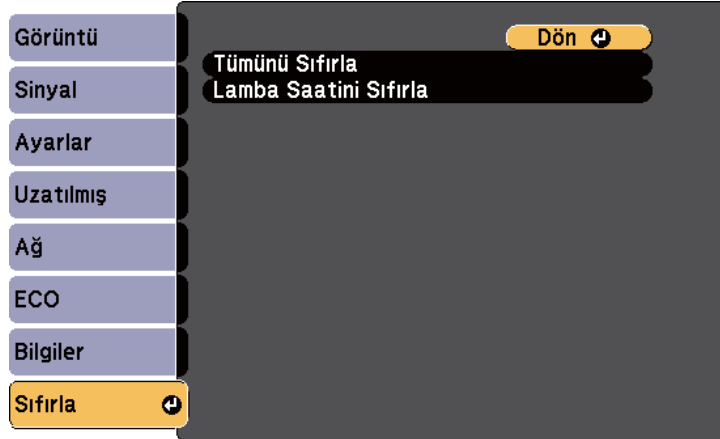 Görüntü
Sinyal
Ayarlar
Uzatılmış
Ağ
ECO
Bilgiler
Sıfırla
Dön
Tümünü Sıfırla
Lamba Saatini Sıfırla